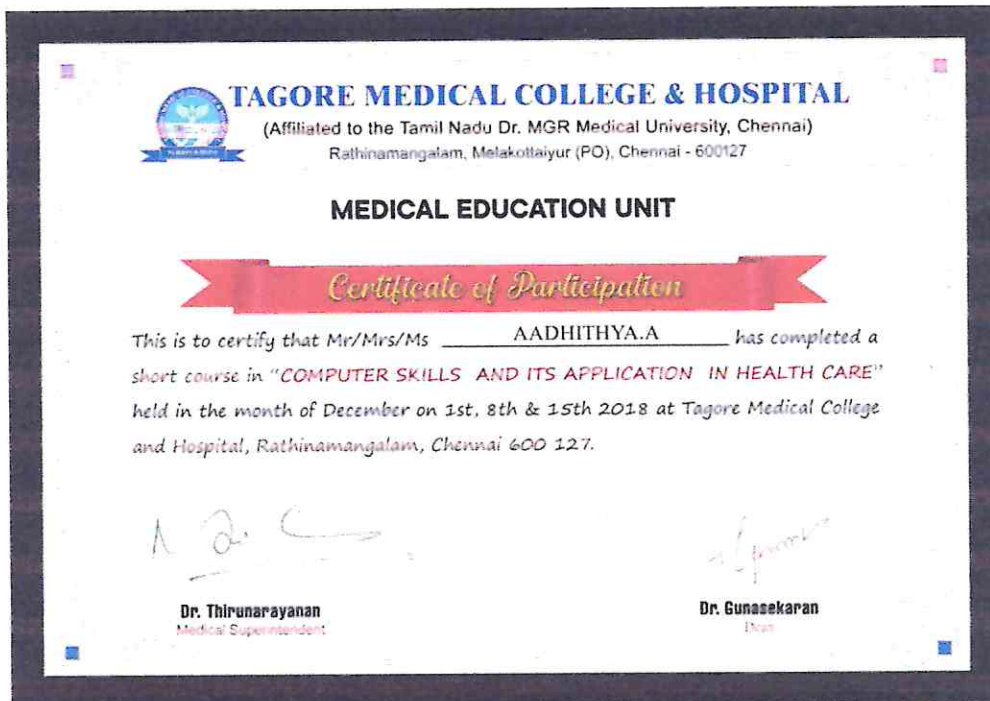 TAGORE MEDICAL COLLEGE & HOSPITAL
(Affiliated to the Tamil Nadu Dr. MGR Medical University, Chennai)
Rathinamangalam, Melakottaiyur (PO), Chennai - 600127
MEDICAL EDUCATION UNIT
Certificate of Participation
This is to certify that Mr/Mrs/Ms AADHITHYA.A has completed a
short course in "COMPUTER SKILLS AND ITS APPLICATION IN HEALTH CARE"
held in the month of December on 1st, 8th & 15th 2018 at Tagore Medical College
and Hospital, Rathinamangalam, Chennai 600 127.
Dr. Thirunarayanan
Medical Superintendent
Dr. Gunasekaran
Dean